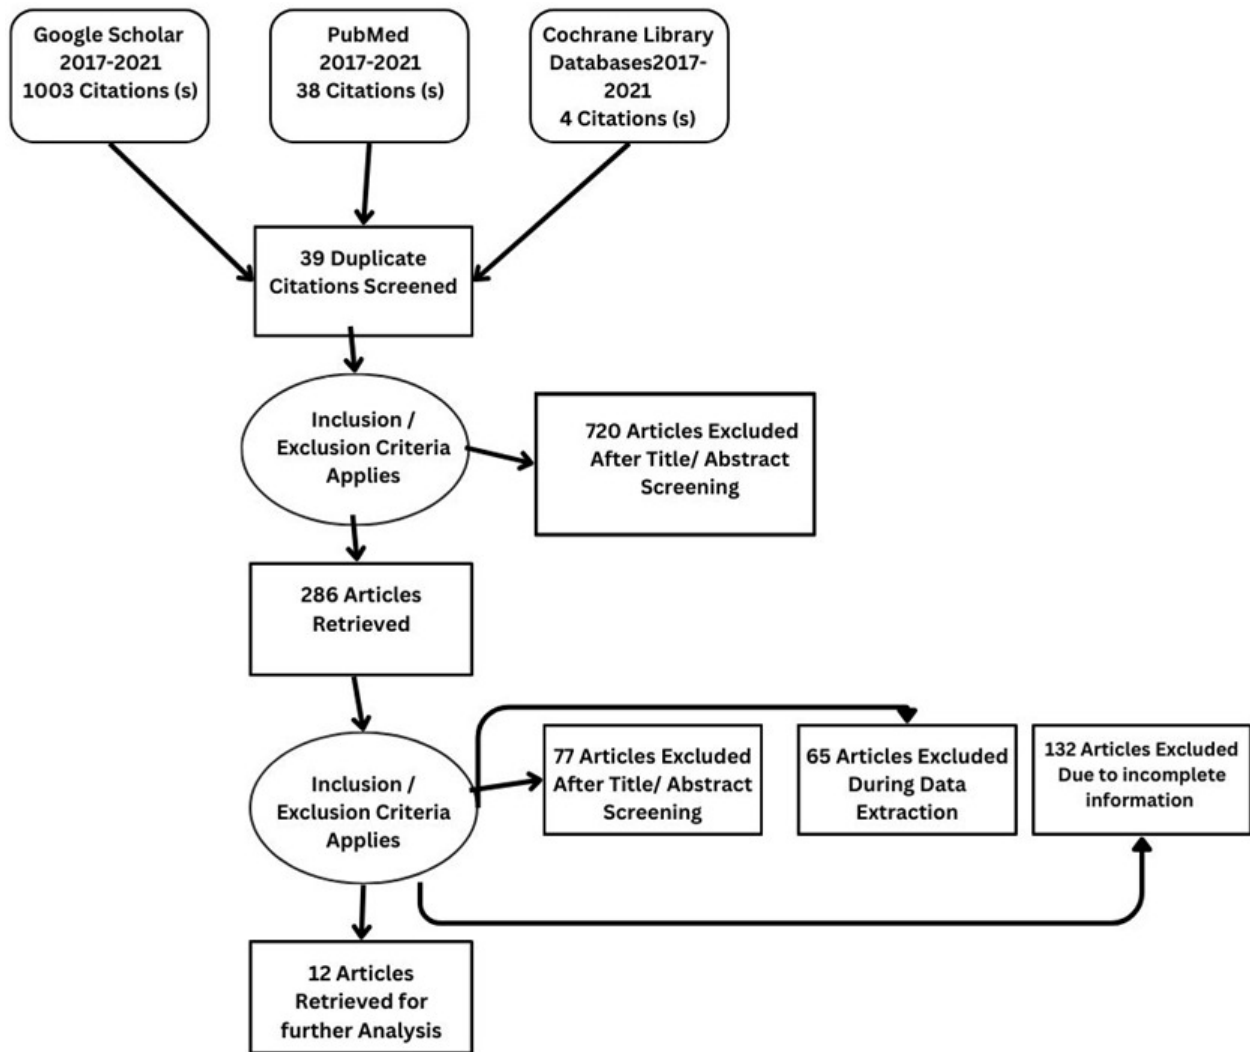 Google Scholar
2017-2021
1003 Citations (s)
PubMed
2017-2021
38 Citations (s)
Cochrane Library
Databases2017-
2021
4 Citations (s)
39 Duplicate
Citations Screened
Inclusion /
Exclusion Criteria
Applies
720 Articles Excluded
After Title/ Abstract
Screening
286 Articles
Retrieved
Inclusion /
Exclusion Criteria
Applies
77 Articles Excluded
After Title/ Abstract
Screening
65 Articles Excluded
During Data
Extraction
132 Articles Excluded
Due to incomplete
information
12 Articles
Retrieved for
further Analysis